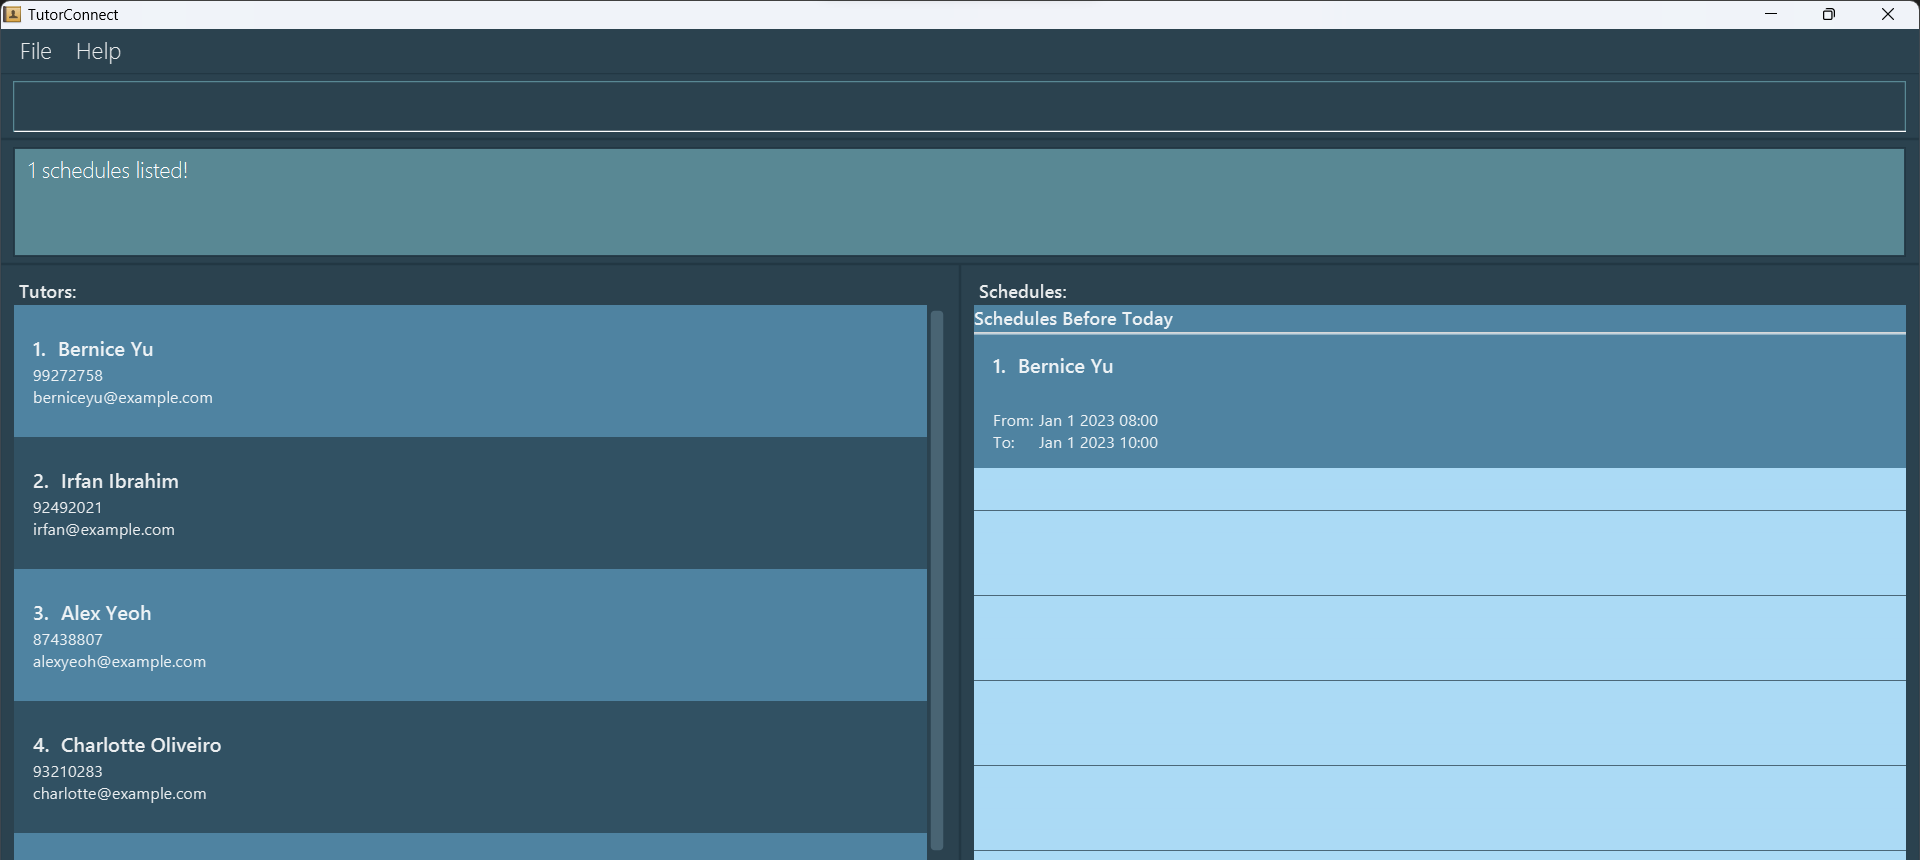 TutorConnect
File Help
1 schedules listed!
Tutors:
1. Bernice Yu
99272758
berniceyu@example.com
2. Irfan Ibrahim
92492021
irfan@example.com
3. Alex Yeoh
87438807
alexyeoh@example.com
4. Charlotte Oliveiro
93210283
charlotte@example.com
Schedules:
Schedules Before Today
1. Bernice Yu
From: Jan 1 2023 08:00
To: Jan 1 2023 10:00